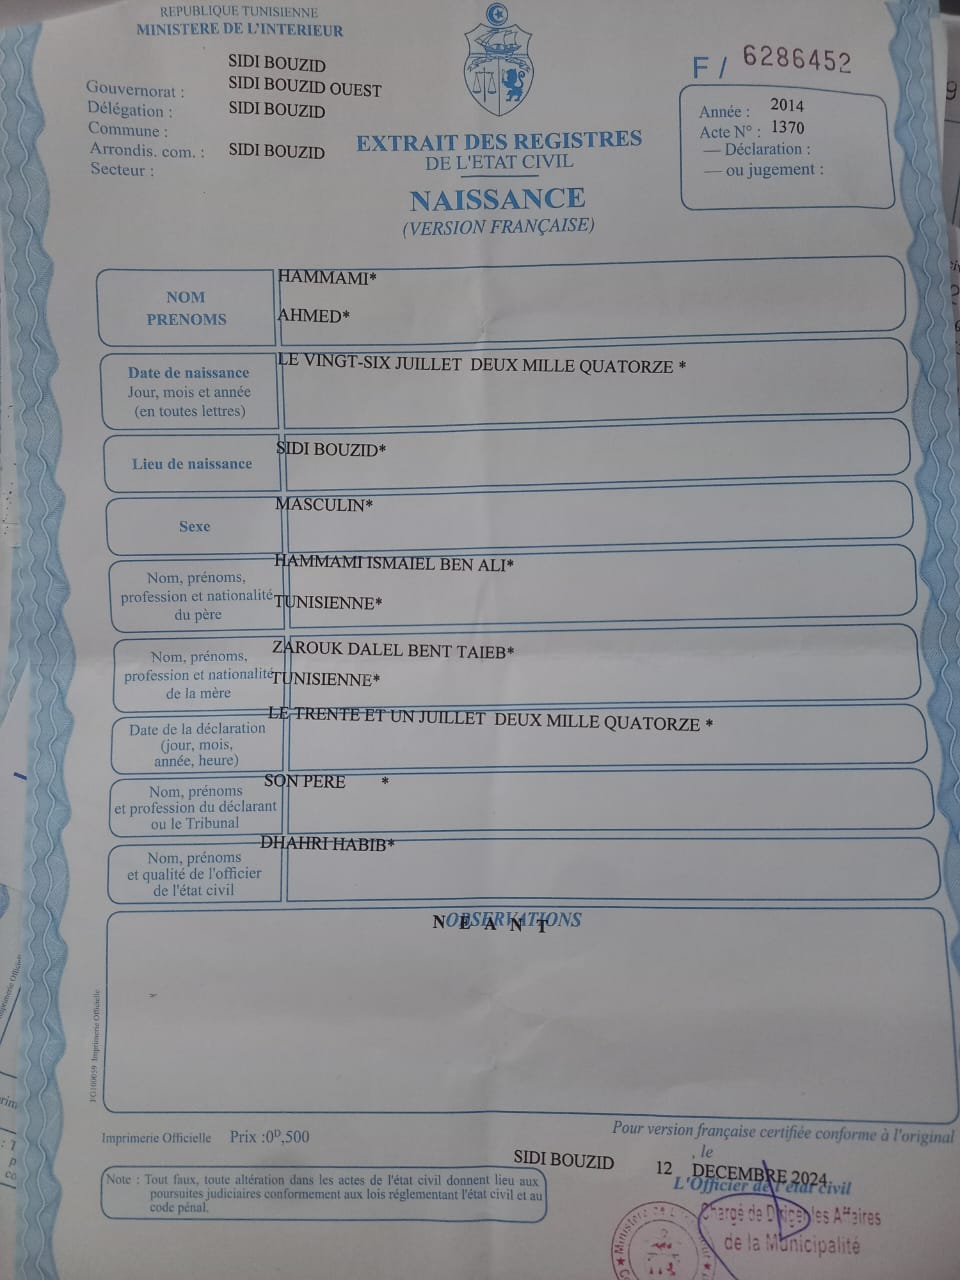 REPUBLIQUE TUNISIENNE
MINISTERE DE L'INTERIEUR
F / 6286452
Gouvernorat : SIDI BOUZID
Délégation : SIDI BOUZID OUEST
Commune : SIDI BOUZID
Arrondis. com. : SIDI BOUZID
Secteur :
Année : 2014
Acte N° : 1370
— Déclaration :
— ou jugement :
EXTRAIT DES REGISTRES
DE L'ETAT CIVIL
NAISSANCE
(VERSION FRANÇAISE)
NOM HAMMAMI*
PRENOMS AHMED*
Date de naissance LE VINGT-SIX JUILLET DEUX MILLE QUATORZE *
Jour, mois et année
(en toutes lettres)
Lieu de naissance SIDI BOUZID*
Sexe MASCULIN*
Nom, prénoms, HAMMAMI ISMAIEL BEN ALI*
profession et nationalité TUNISIENNE*
du père
Nom, prénoms, ZAROUK DALEL BENT TAIEB*
profession et nationalité TUNISIENNE*
de la mère
Date de la déclaration LE TRENTE ET UN JUILLET DEUX MILLE QUATORZE *
(jour, mois,
année, heure)
Nom, prénoms SON PERE *
et profession du déclarant
ou le Tribunal
Nom, prénoms DHAHRI HABIB*
et qualité de l'officier
de l'état civil
OBSERVATIONS
N E A N T
FG100059 Imprimerie Officielle
Imprimerie Officielle Prix :0ᴰ,500
Pour version française certifiée conforme à l'original
SIDI BOUZID , le 12 DECEMBRE 2024
L'Officier de l'état civil
Note : Tout faux, toute altération dans les actes de l'état civil donnent lieu aux
poursuites judiciaires conformement aux lois réglementant l'état civil et au
code pénal.
Chargé de Diriger les Affaires
de la Municipalité